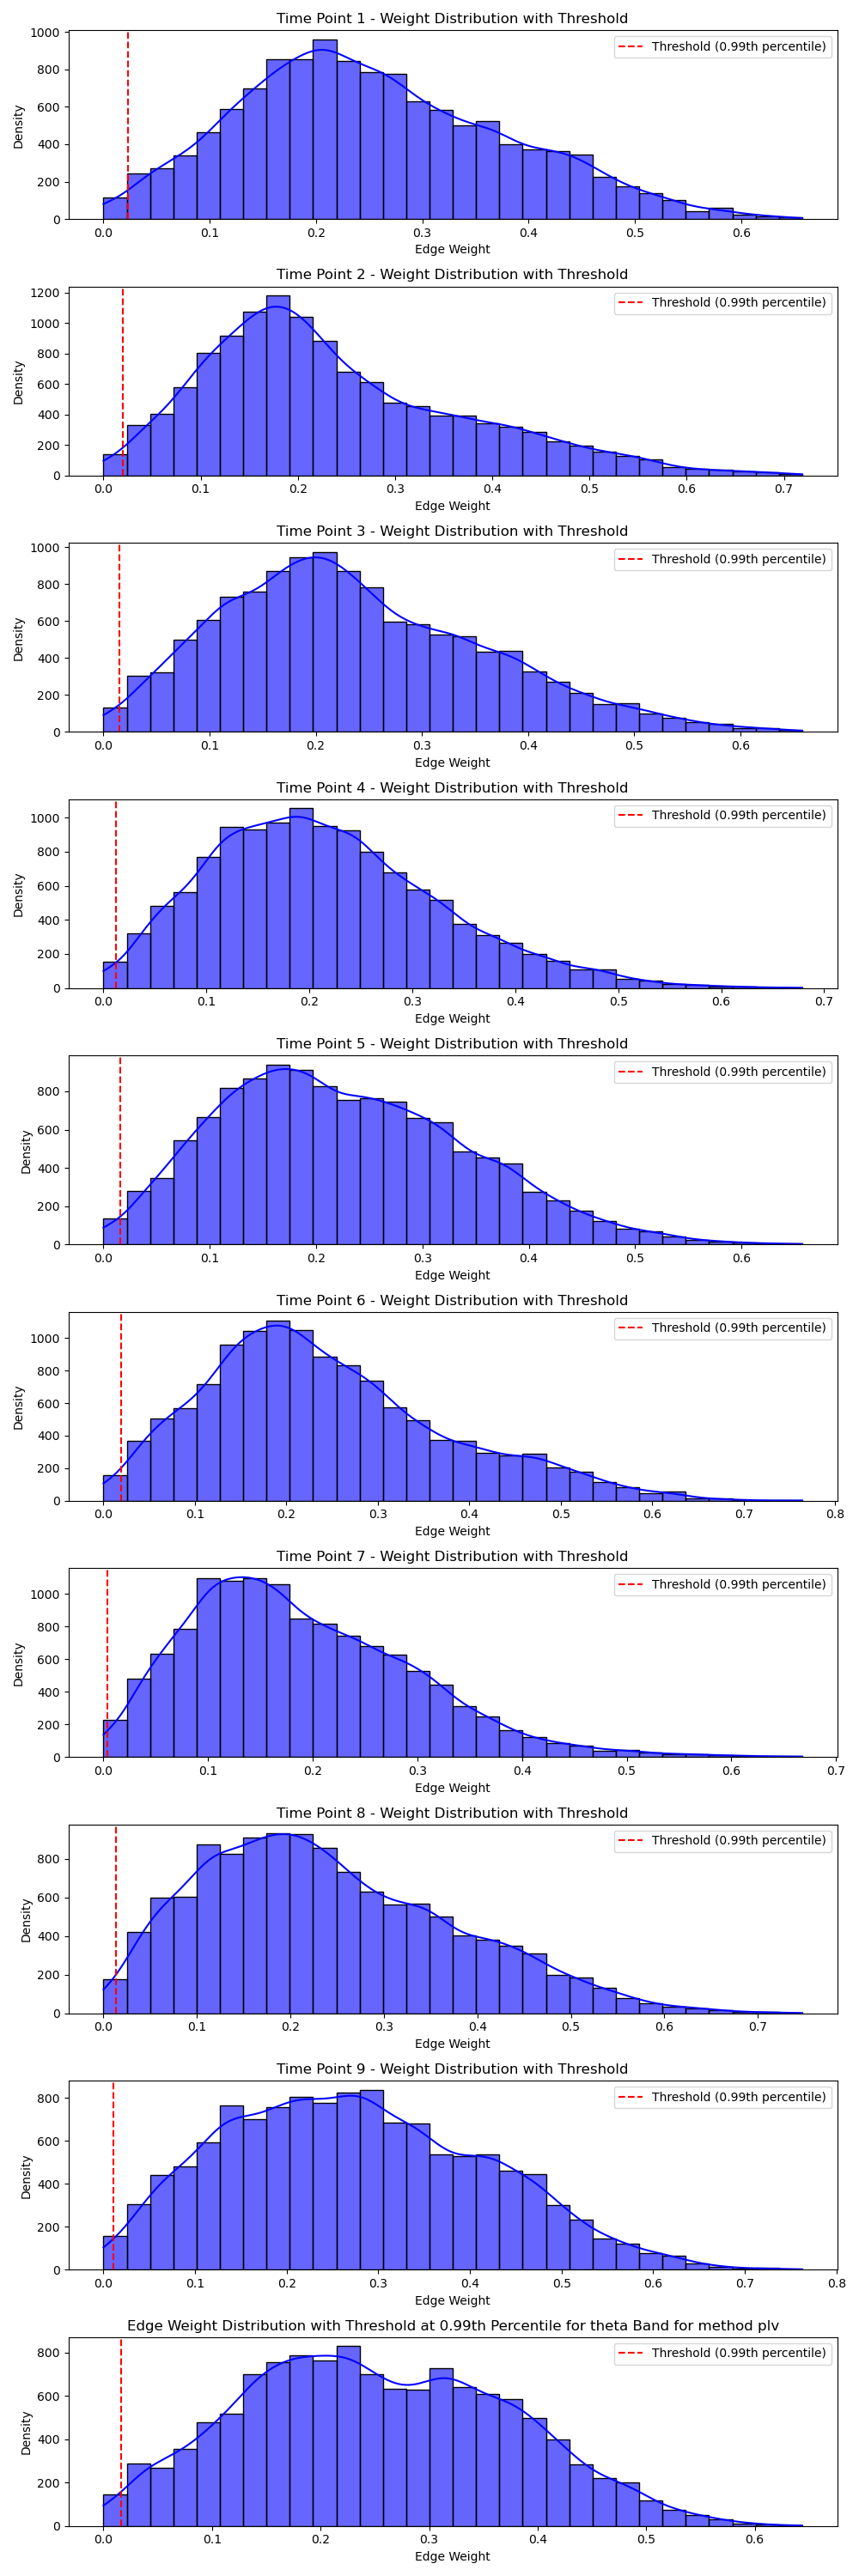 Time Point 1 - Weight Distribution with Threshold
1000
800
600
400
200
0
Density
Threshold (0.99th percentile)
0.0 0.1 0.2 0.3 0.4 0.5 0.6
Edge Weight
Time Point 2 - Weight Distribution with Threshold
1200
1000
800
600
400
200
0
Density
Threshold (0.99th percentile)
0.0 0.1 0.2 0.3 0.4 0.5 0.6 0.7
Edge Weight
Time Point 3 - Weight Distribution with Threshold
1000
800
600
400
200
0
Density
Threshold (0.99th percentile)
0.0 0.1 0.2 0.3 0.4 0.5 0.6
Edge Weight
Time Point 4 - Weight Distribution with Threshold
1000
800
600
400
200
0
Density
Threshold (0.99th percentile)
0.0 0.1 0.2 0.3 0.4 0.5 0.6 0.7
Edge Weight
Time Point 5 - Weight Distribution with Threshold
800
600
400
200
0
Density
Threshold (0.99th percentile)
0.0 0.1 0.2 0.3 0.4 0.5 0.6
Edge Weight
Time Point 6 - Weight Distribution with Threshold
1000
800
600
400
200
0
Density
Threshold (0.99th percentile)
0.0 0.1 0.2 0.3 0.4 0.5 0.6 0.7 0.8
Edge Weight
Time Point 7 - Weight Distribution with Threshold
1000
800
600
400
200
0
Density
Threshold (0.99th percentile)
0.0 0.1 0.2 0.3 0.4 0.5 0.6 0.7
Edge Weight
Time Point 8 - Weight Distribution with Threshold
800
600
400
200
0
Density
Threshold (0.99th percentile)
0.0 0.1 0.2 0.3 0.4 0.5 0.6 0.7
Edge Weight
Time Point 9 - Weight Distribution with Threshold
800
600
400
200
0
Density
Threshold (0.99th percentile)
0.0 0.1 0.2 0.3 0.4 0.5 0.6 0.7 0.8
Edge Weight
Edge Weight Distribution with Threshold at 0.99th Percentile for theta Band for method plv
800
600
400
200
0
Density
Threshold (0.99th percentile)
0.0 0.1 0.2 0.3 0.4 0.5 0.6
Edge Weight